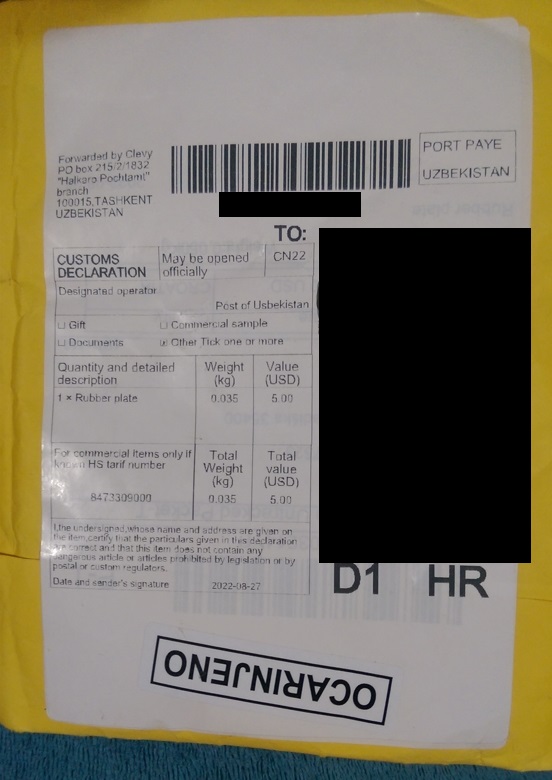 Forwarded by Clevy
PO box 215/2/1832
"Halkaro Pochtamt"
branch
100015,TASHKENT
UZBEKISTAN
PORT PAYE
UZBEKISTAN
TO:
CUSTOMS
DECLARATION
May be opened
officially
CN22
Designated operator
Post of Usbekistan
Gift
Commercial sample
Documents
Other Tick one or more
Quantity and detailed
description
Weight
(kg)
Value
(USD)
1 × Rubber plate
0.035
5.00
For commercial Items only If
known HS tarif number
Total
Weight
(kg)
Total
value
(USD)
8473309000
0.035
5.00
I,the undersigned,whose name and address are given on
the item,certify that the particulars given in this declaration
are correct and that this item does not contain any
dangerous article or articles prohibited by legislation or by
postal or custom regulators.
Date and sender's signature
2022-08-27
D1 HR
OCARINJENO